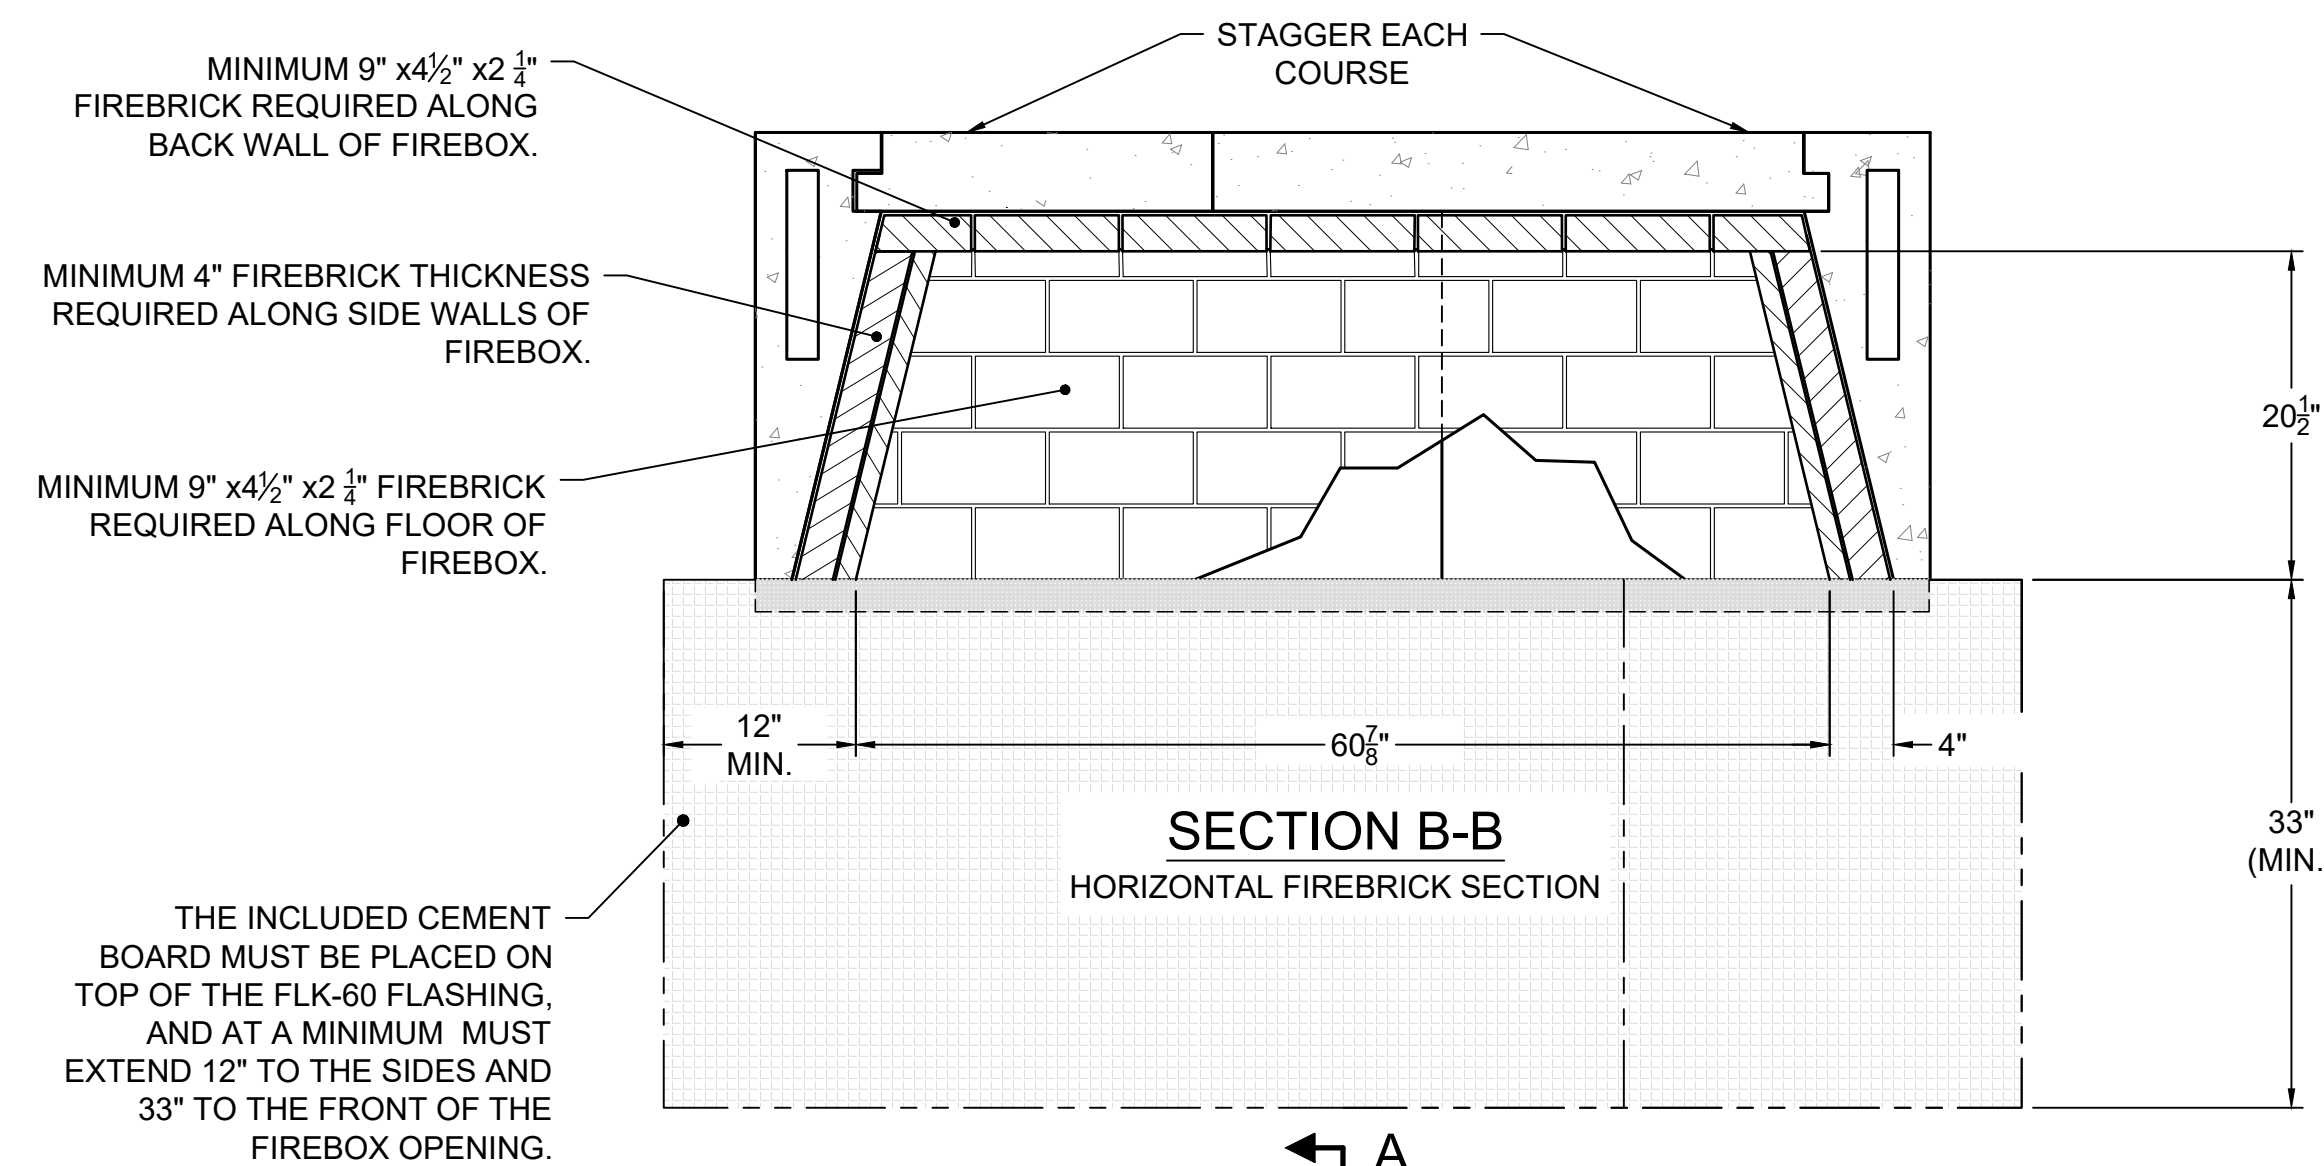 STAGGER EACH
COURSE
MINIMUM 9" x4½" x2 ¼"
FIREBRICK REQUIRED ALONG
BACK WALL OF FIREBOX.
MINIMUM 4" FIREBRICK THICKNESS
REQUIRED ALONG SIDE WALLS OF
FIREBOX.
20½"
MINIMUM 9" x4½" x2 ¼" FIREBRICK
REQUIRED ALONG FLOOR OF
FIREBOX.
12"
MIN.
60⅞"
4"
33"
(MIN.
SECTION B-B
HORIZONTAL FIREBRICK SECTION
THE INCLUDED CEMENT
BOARD MUST BE PLACED ON
TOP OF THE FLK-60 FLASHING,
AND AT A MINIMUM MUST
EXTEND 12" TO THE SIDES AND
33" TO THE FRONT OF THE
FIREBOX OPENING.
A